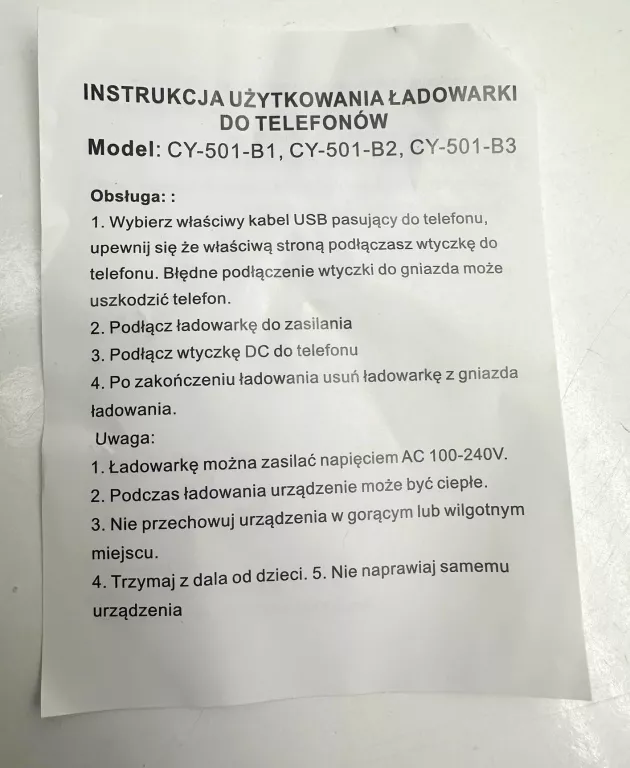 INSTRUKCJA UŻYTKOWANIA ŁADOWARKI
DO TELEFONÓW
Model: CY-501-B1, CY-501-B2, CY-501-B3
Obsługa: :
1. Wybierz właściwy kabel USB pasujący do telefonu,
upewnij się że właściwą stroną podłączasz wtyczkę do
telefonu. Błędne podłączenie wtyczki do gniazda może
uszkodzić telefon.
2. Podłącz ładowarkę do zasilania
3. Podłącz wtyczkę DC do telefonu
4. Po zakończeniu ładowania usuń ładowarkę z gniazda
ładowania.
Uwaga:
1. Ładowarkę można zasilać napięciem AC 100-240V.
2. Podczas ładowania urządzenie może być ciepłe.
3. Nie przechowuj urządzenia w gorącym lub wilgotnym
miejscu.
4. Trzymaj z dala od dzieci. 5. Nie naprawiaj samemu
urządzenia